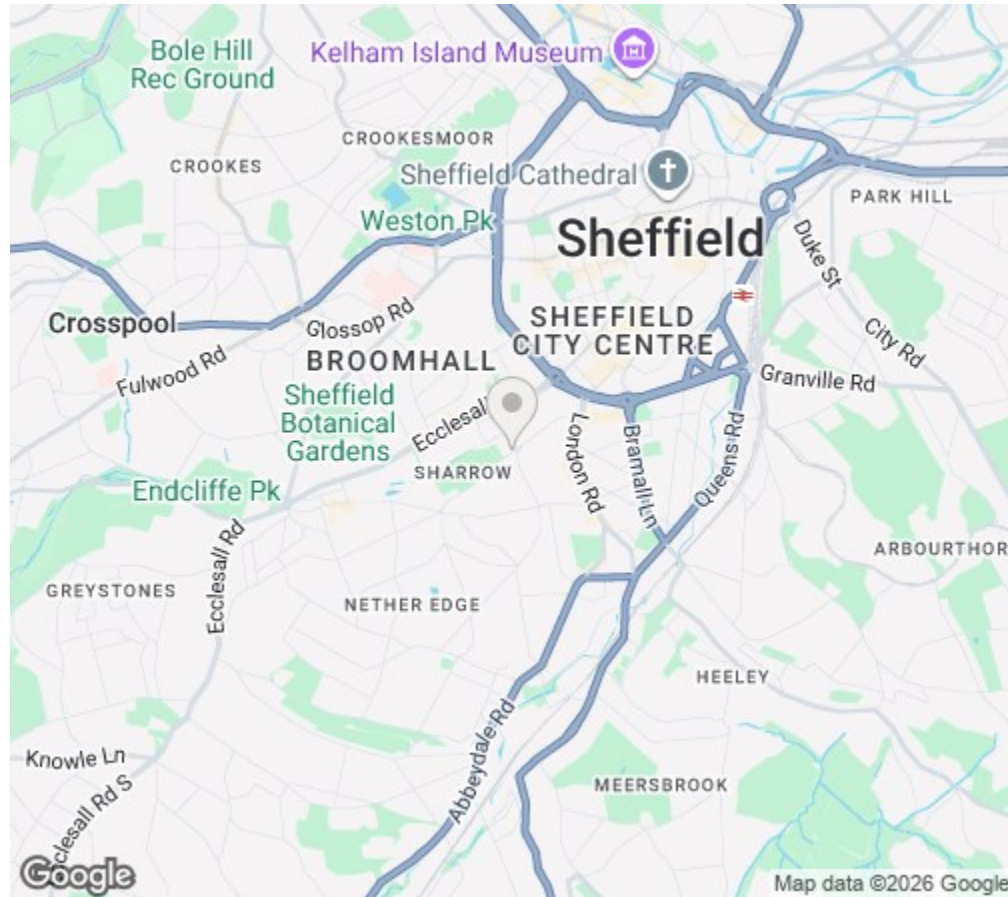 Bole Hill
Rec Ground
Kelham Island Museum
CROOKESMOOR
CROOKES
Sheffield Cathedral
PARK HILL
Weston Pk
Sheffield
Duke St
Crosspool
Glossop Rd
SHEFFIELD
CITY CENTRE
City Rd
Fulwood Rd
BROOMHALL
Granville Rd
Sheffield
Botanical
Gardens
Ecclesall
London Rd
Bramall Ln
Queens Rd
SHARROW
Endcliffe Pk
Ecclesall Rd
ARBOURTHOR
GREYSTONES
NETHER EDGE
HEELEY
Abbeydale Rd
Knowle Ln
MEERSBROOK
cclesall Rd S
Google
Map data ©2026 Google